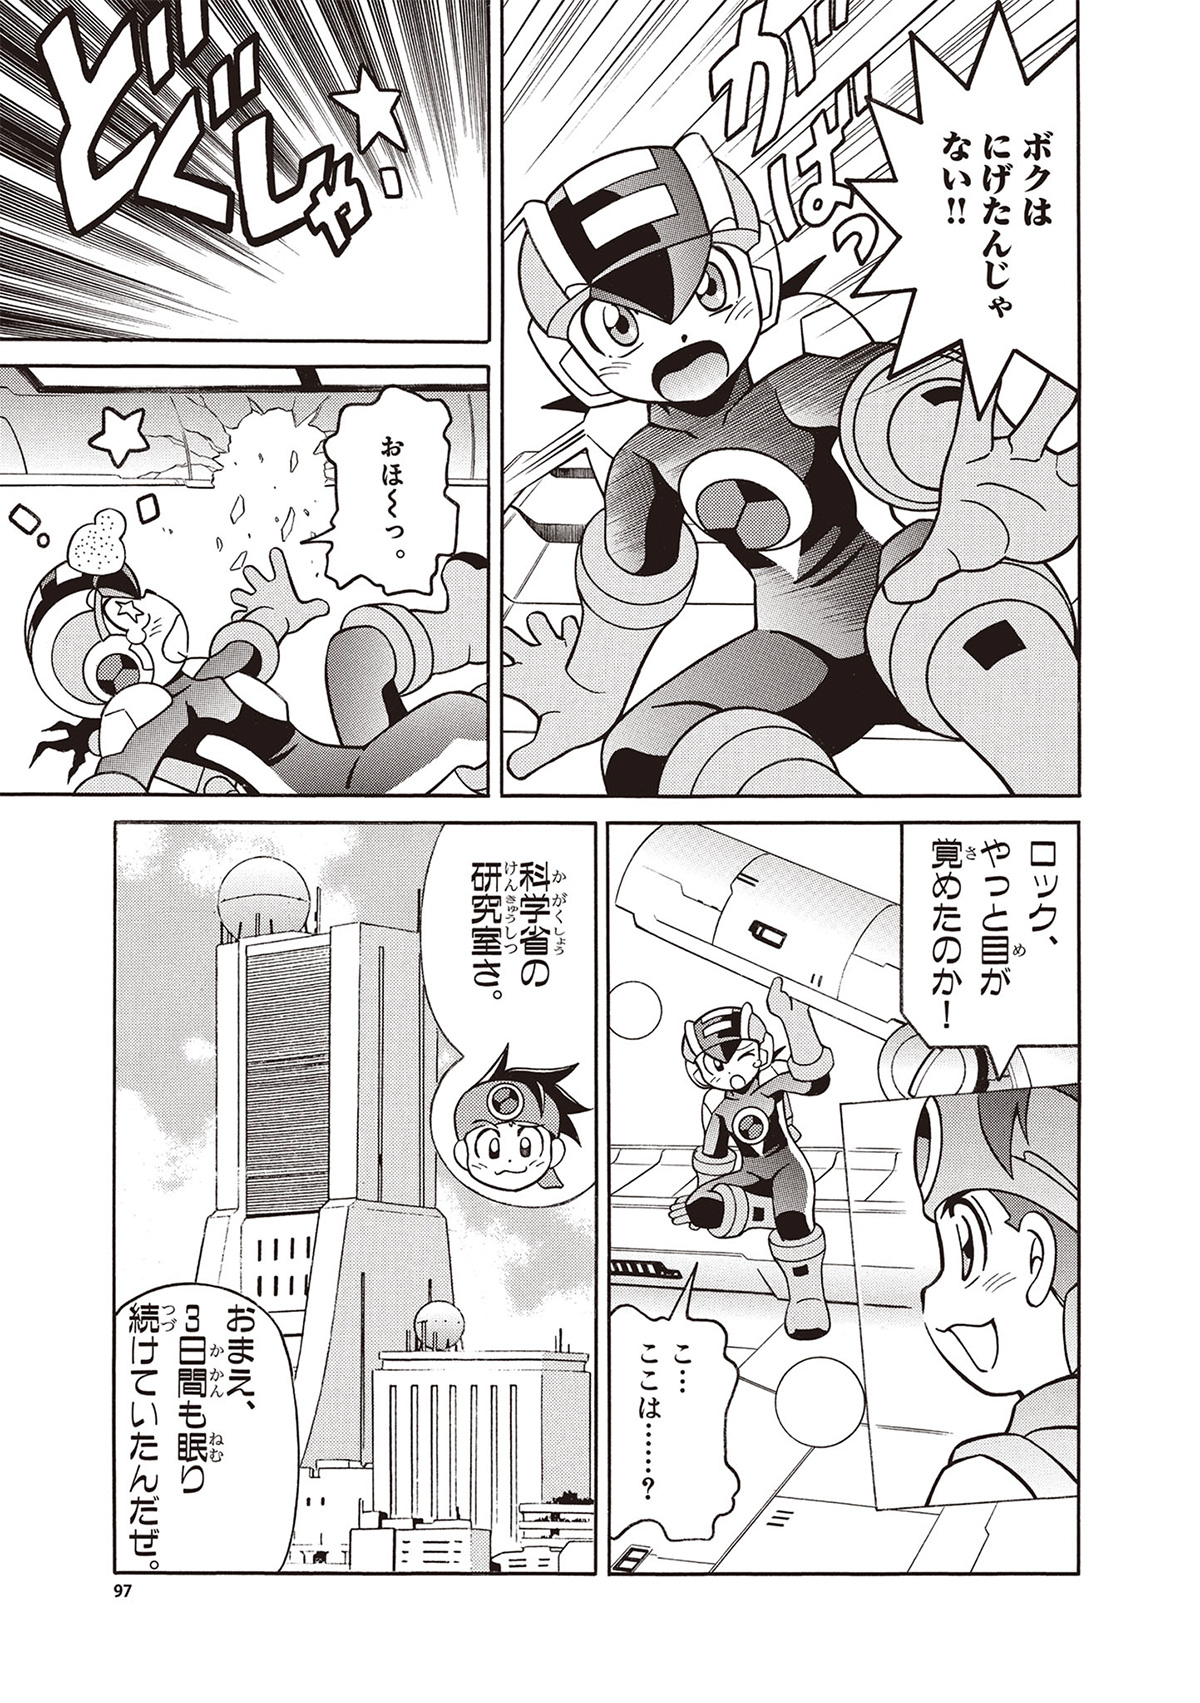 ボクは
にげたんじゃ
ない!!
がばっ
どくしゃ
おほ～っ。
ロック、
やっと目が
覚めたのか!
こ…
ここは……?
科学省の
研究室さ。
おまえ、
3日間も眠り
続けていたんだぜ。
97